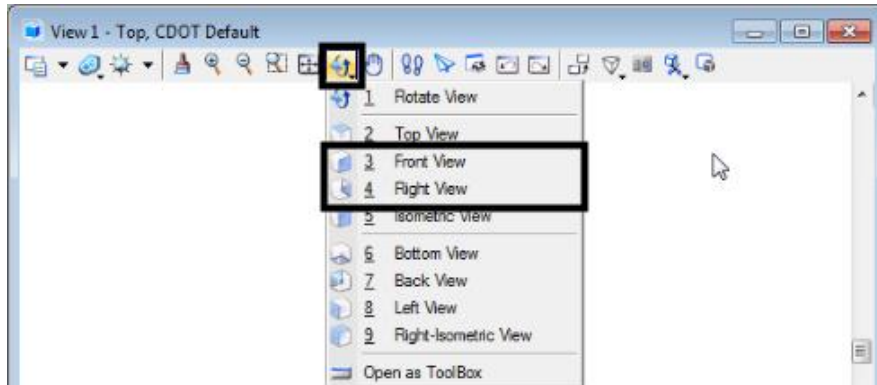 View 1 - Top, CDOT Default
1 Rotate View
2 Top View
3 Front View
4 Right View
5 Isometric View
6 Bottom View
7 Back View
8 Left View
9 Right-Isometric View
Open as ToolBox